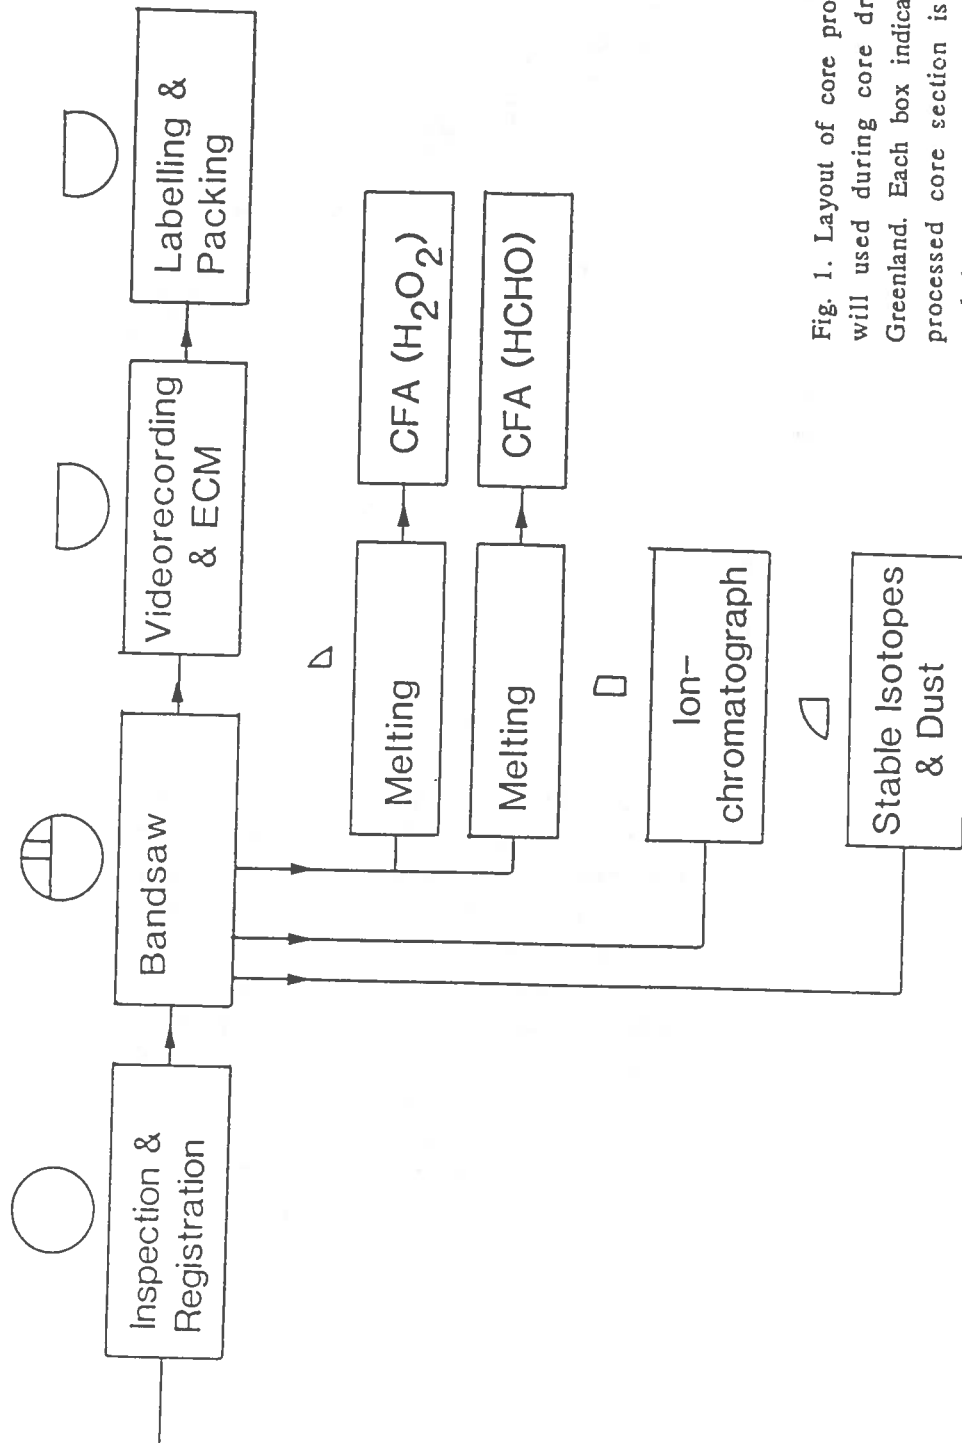 Inspection &
Registration
Bandsaw
Videorecording
& ECM
Labelling &
Packing
Melting
CFA (H₂O₂)
Melting
CFA (HCHO)
Ion-
chromatograph
Stable Isotopes
& Dust
Fig. 1. Layout of core pro
will used during core dr
Greenland. Each box indica
processed core section is